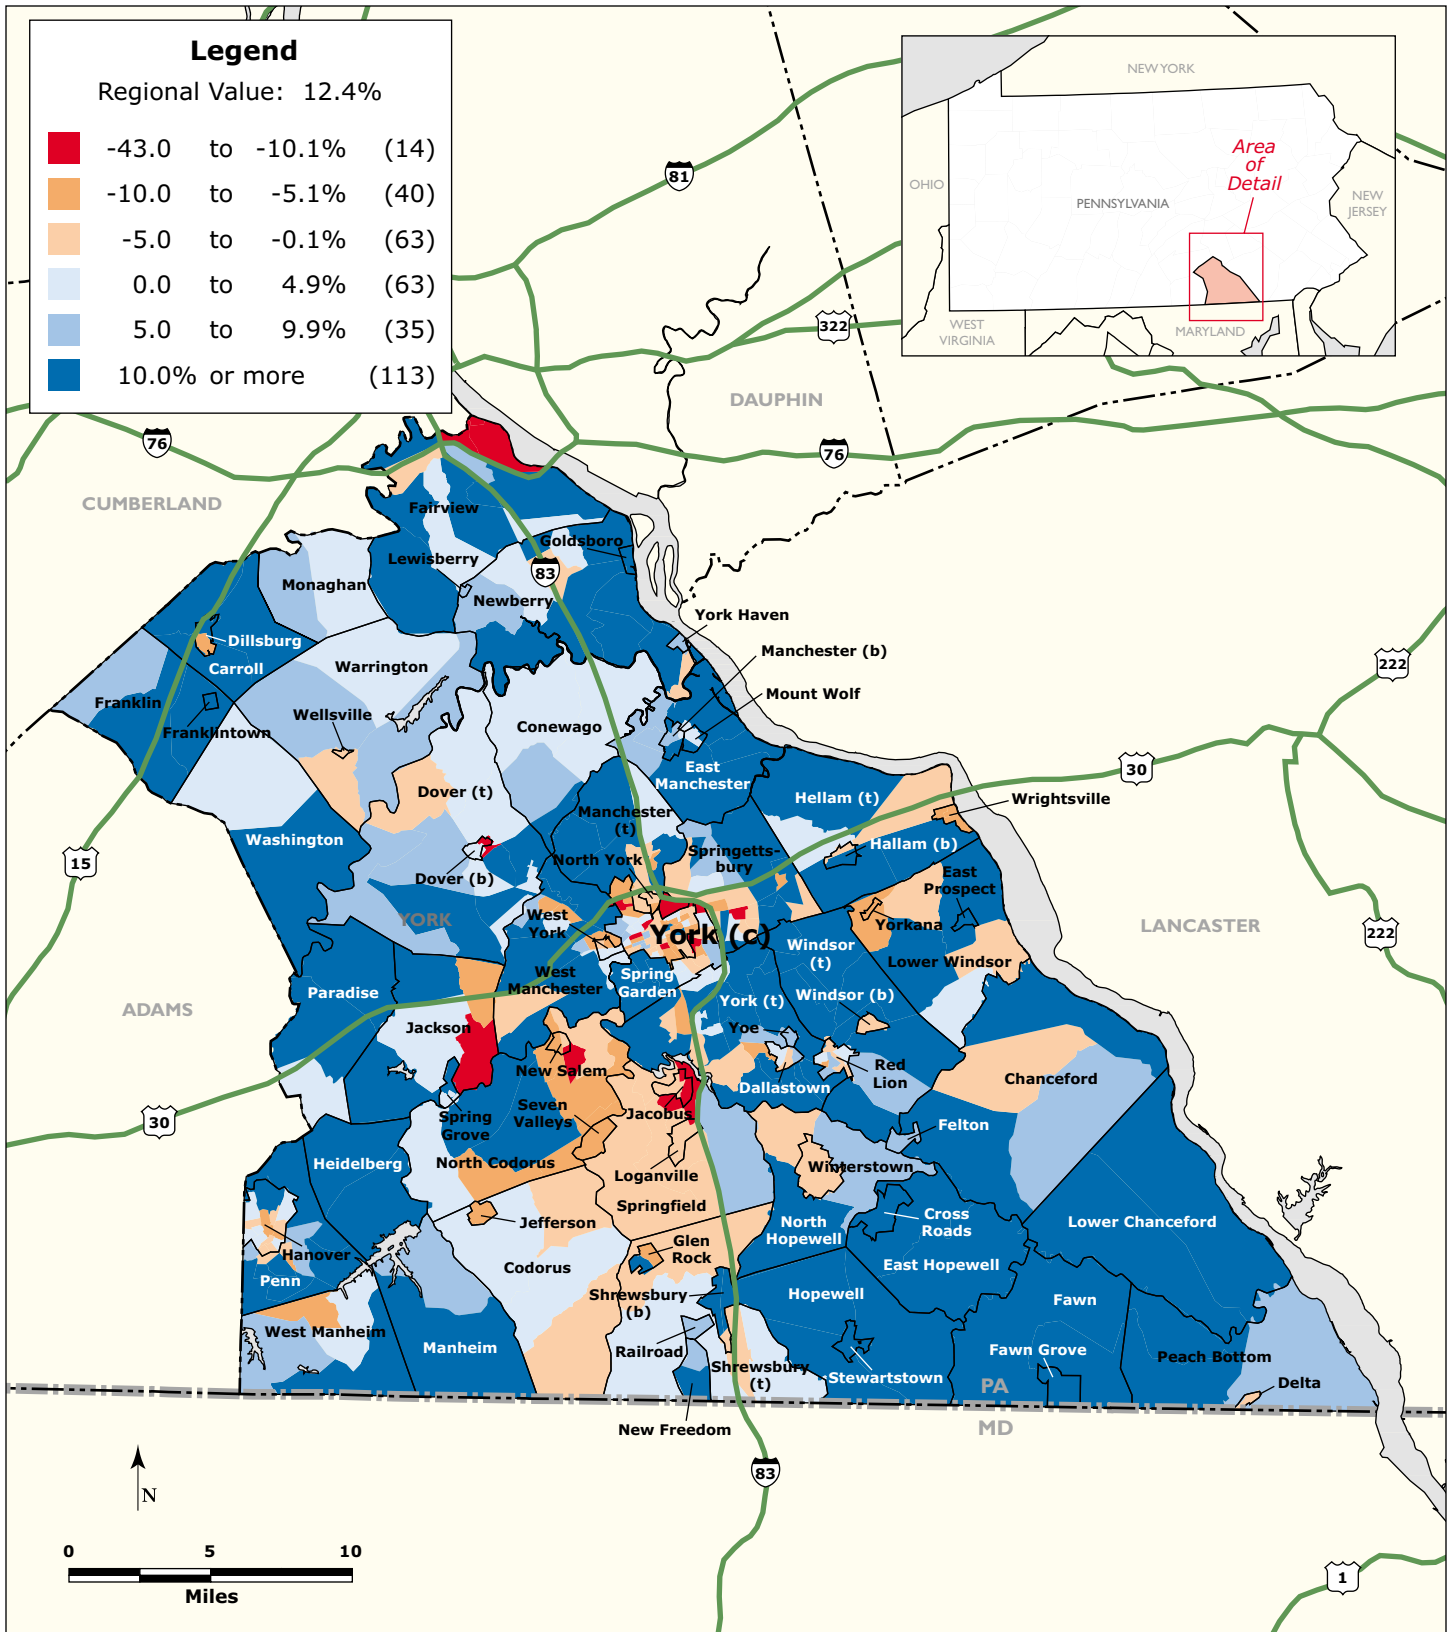 Legend
Regional Value: 12.4%
-43.0 to -10.1% (14)
-10.0 to -5.1% (40)
-5.0 to -0.1% (63)
0.0 to 4.9% (63)
5.0 to 9.9% (35)
10.0% or more (113)
NEW YORK
OHIO
PENNSYLVANIA
NEW
JERSEY
WEST
VIRGINIA
MARYLAND
Area
of
Detail
81
322
76
76
DAUPHIN
CUMBERLAND
Fairview
Goldsboro
Lewisberry
83
Monaghan
Newberry
York Haven
Dillsburg
Carroll
Warrington
Manchester (b)
222
Franklin
Mount Wolf
Wellsville
Franklintown
Conewago
East
Manchester
30
Dover (t)
Hellam (t)
Wrightsville
Manchester
(t)
Washington
15
North York
Springetts-
bury
Hallam (b)
Dover (b)
East
Prospect
YORK
West
York
York (c)
Yorkana
LANCASTER
222
Windsor
(t)
Lower Windsor
West
Manchester
Spring
Garden
Paradise
York (t)
Windsor (b)
ADAMS
Jackson
Yoe
New Salem
Red
Lion
Chanceford
Dallastown
30
Spring
Grove
Seven
Valleys
Jacobus
Felton
Heidelberg
North Codorus
Loganville
Winterstown
Springfield
Jefferson
North
Hopewell
Cross
Roads
Lower Chanceford
Hanover
Glen
Rock
Codorus
East Hopewell
Penn
Shrewsbury
(b)
Hopewell
Fawn
West Manheim
Manheim
Railroad
Fawn Grove
Peach Bottom
Shrewsbury
(t)
Stewartstown
PA
Delta
New Freedom
MD
83
N
0 5 10
Miles
1